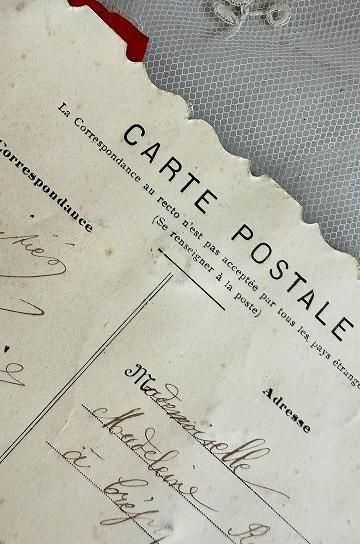 CARTE POSTALE
La Correspondance au recto n'est pas acceptée par tous les pays étrange
(Se renseigner à la poste)
Correspondance
Adresse
Mademoiselle
Madeleine R
à